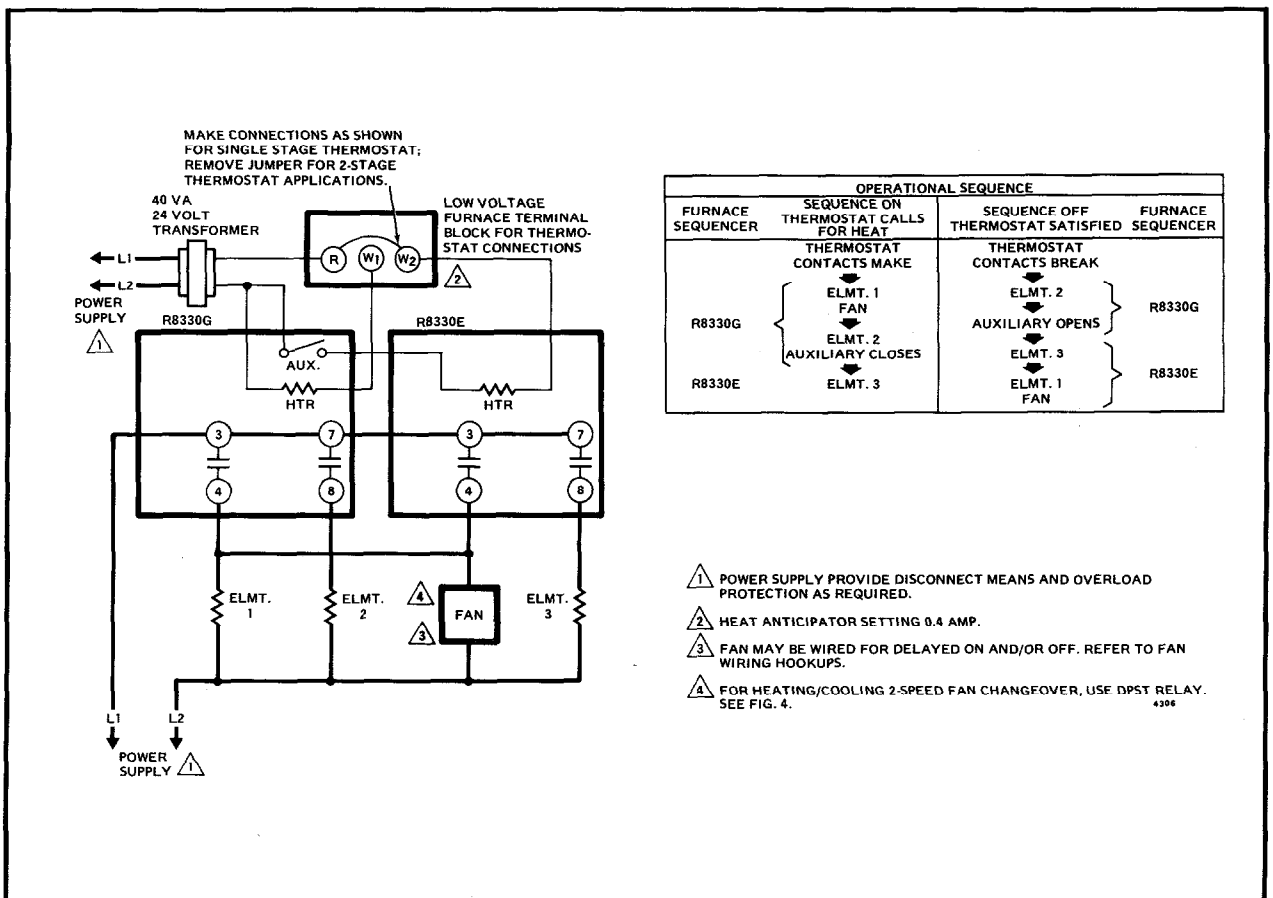 MAKE CONNECTIONS AS SHOWN
FOR SINGLE STAGE THERMOSTAT;
REMOVE JUMPER FOR 2-STAGE
THERMOSTAT APPLICATIONS.
40 VA
24 VOLT
TRANSFORMER
LOW VOLTAGE
FURNACE TERMINAL
BLOCK FOR THERMO-
STAT CONNECTIONS
R
W1
W2
2
L1
L2
POWER
SUPPLY
1
R8330G
R8330E
AUX.
HTR
HTR
3
7
3
7
4
8
4
8
ELMT.
1
ELMT.
2
4
FAN
3
ELMT.
3
L1
L2
POWER
SUPPLY
1
OPERATIONAL SEQUENCE
FURNACE
SEQUENCER
SEQUENCE ON
THERMOSTAT CALLS
FOR HEAT
SEQUENCE OFF
THERMOSTAT SATISFIED
FURNACE
SEQUENCER
THERMOSTAT
CONTACTS MAKE
R8330G
ELMT. 1
FAN
ELMT. 2
AUXILIARY CLOSES
R8330E
ELMT. 3
THERMOSTAT
CONTACTS BREAK
ELMT. 2
AUXILIARY OPENS
R8330G
ELMT. 3
ELMT. 1
FAN
R8330E
1 POWER SUPPLY PROVIDE DISCONNECT MEANS AND OVERLOAD
PROTECTION AS REQUIRED.
2 HEAT ANTICIPATOR SETTING 0.4 AMP.
3 FAN MAY BE WIRED FOR DELAYED ON AND/OR OFF. REFER TO FAN
WIRING HOOKUPS.
4 FOR HEATING/COOLING 2-SPEED FAN CHANGEOVER, USE DPST RELAY.
SEE FIG. 4.
4306